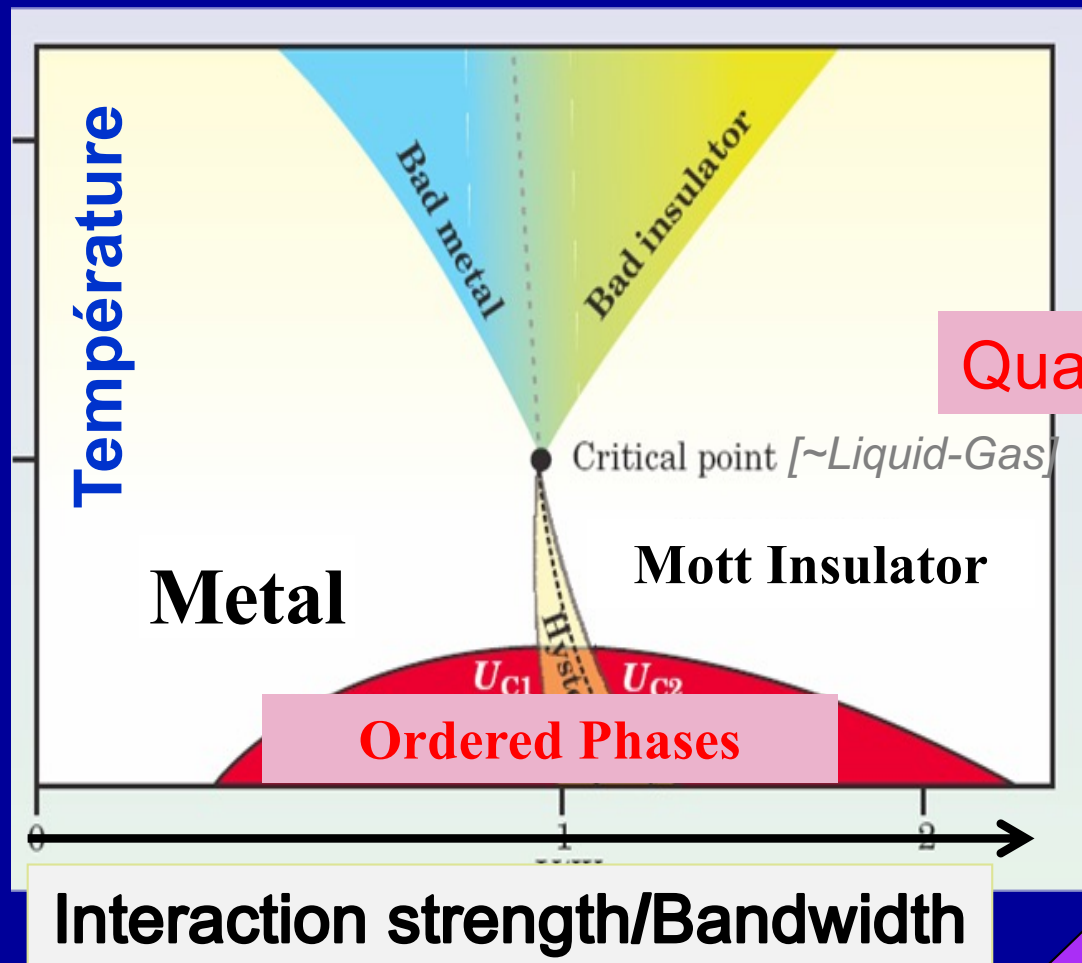 Température
Bad metal
Bad insulator
Qua
Critical point [~Liquid-Gas]
Metal
Mott Insulator
Hyste
U_C1
U_C2
Ordered Phases
0
1
2
Interaction strength/Bandwidth